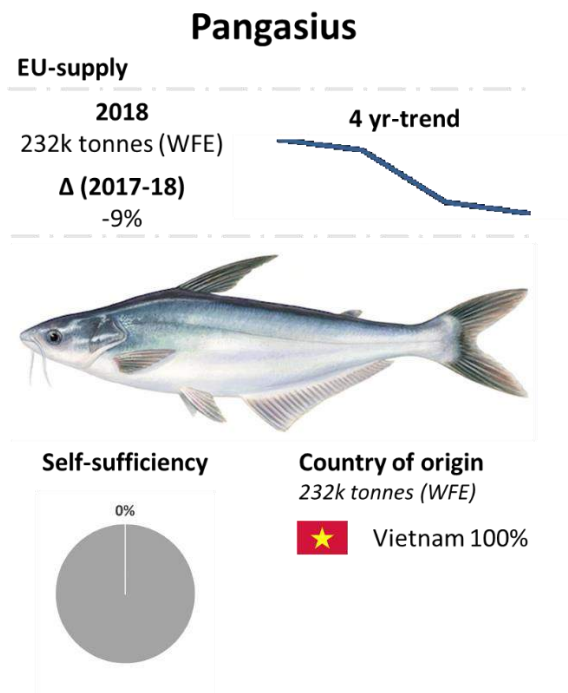 Pangasius
EU-supply
2018
232k tonnes (WFE)
Δ (2017-18)
-9%
4 yr-trend
Self-sufficiency
0%
Country of origin
232k tonnes (WFE)
Vietnam 100%